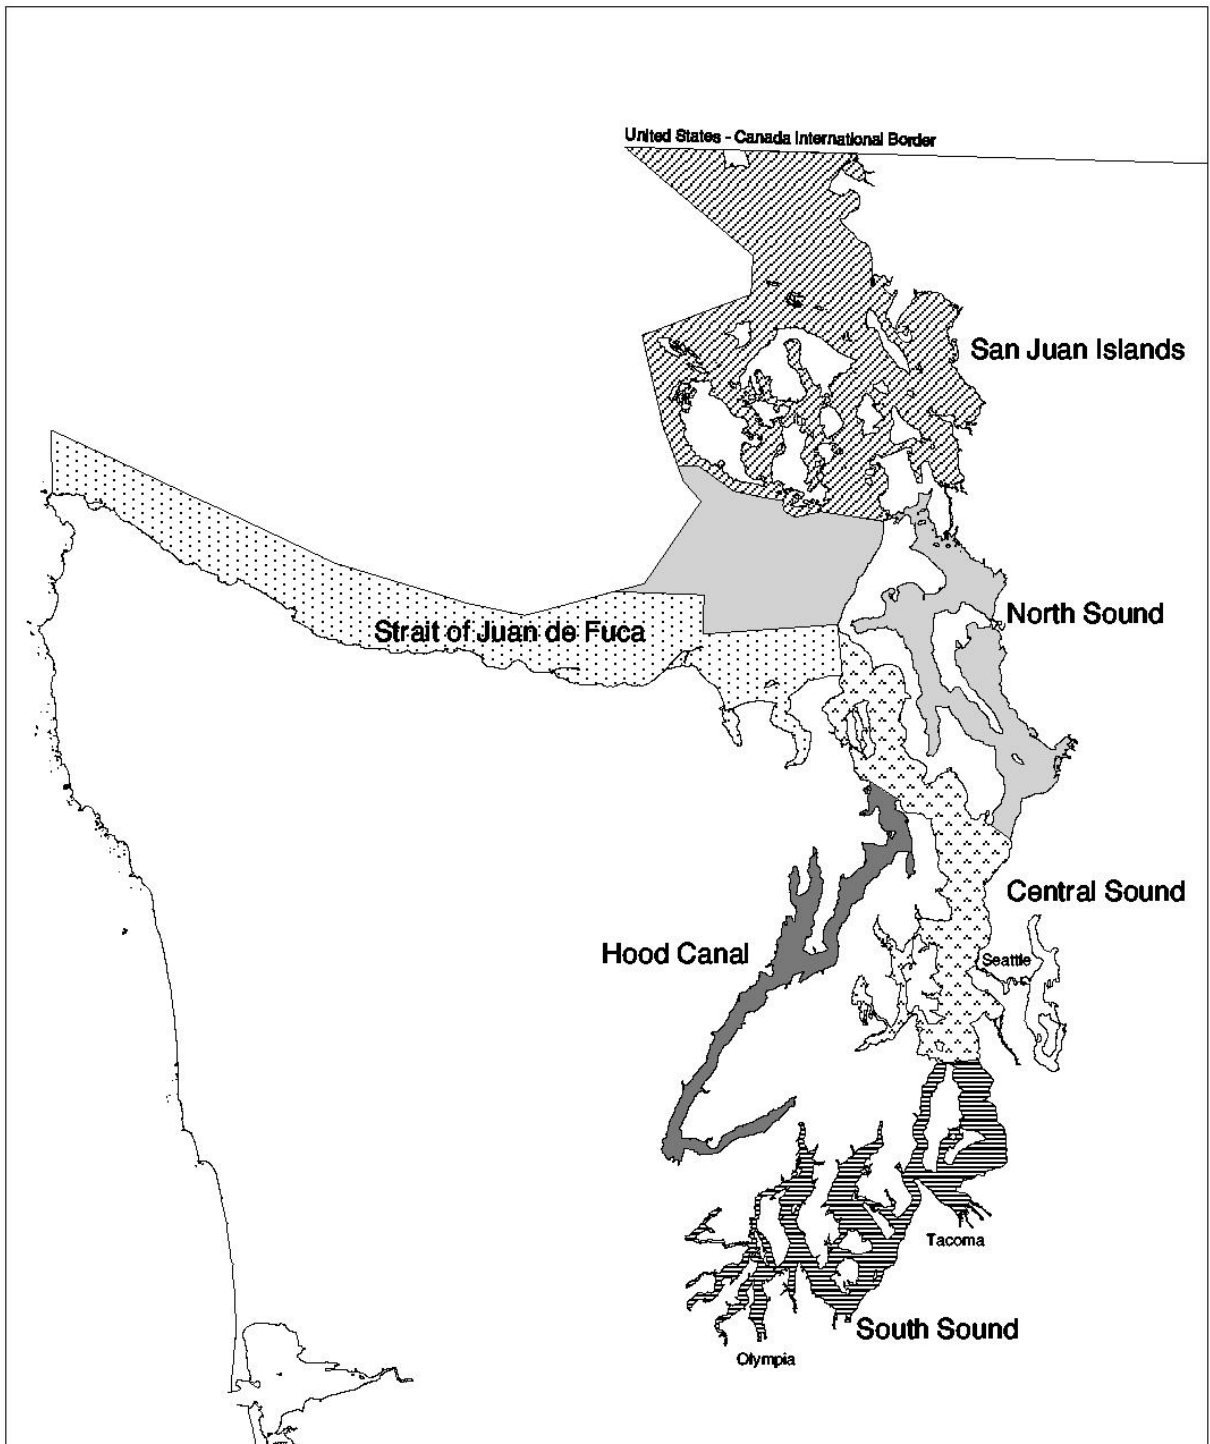 United States - Canada International Border
San Juan Islands
North Sound
Strait of Juan de Fuca
Central Sound
Hood Canal
Seattle
Tacoma
South Sound
Olympia